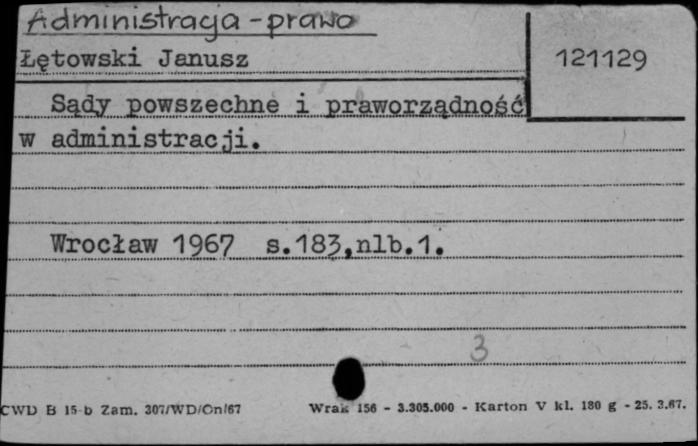 Administracja - prawo
Łętowski Janusz
121129
Sądy powszechne i praworządność
w administracji.
Wrocław 1967 s.183,nlb.1.
3
CWD B 15-b Zam. 307/WD/On/67 Wrak 156 - 3.305.000 - Karton V kl. 180 g - 25. 3.67.